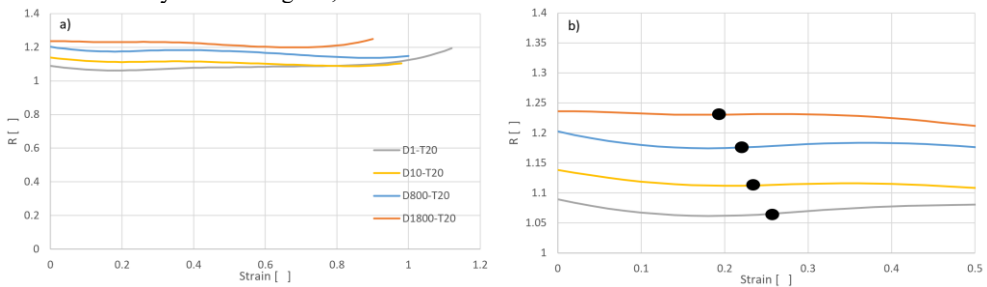 a)
1.4
1.2
1
0.8
0.6
0.4
0.2
0
R [ ]
D1-T20
D10-T20
D800-T20
D1800-T20
0 0.2 0.4 0.6 0.8 1 1.2
Strain [ ]
b)
1.4
1.35
1.3
1.25
1.2
1.15
1.1
1.05
1
R [ ]
0 0.1 0.2 0.3 0.4 0.5
Strain [ ]